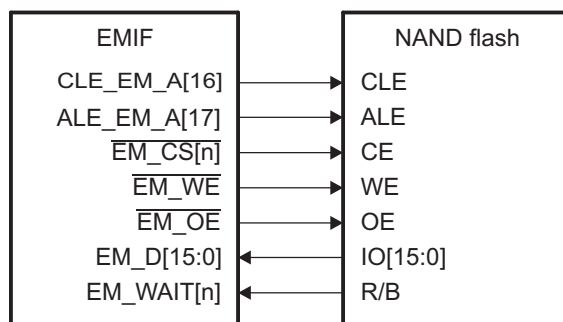 EMIF NAND flash
CLE_EM_A[16] CLE
ALE_EM_A[17] ALE
EM_CS[n] CE
EM_WE WE
EM_OE OE
EM_D[15:0] IO[15:0]
EM_WAIT[n] R/B